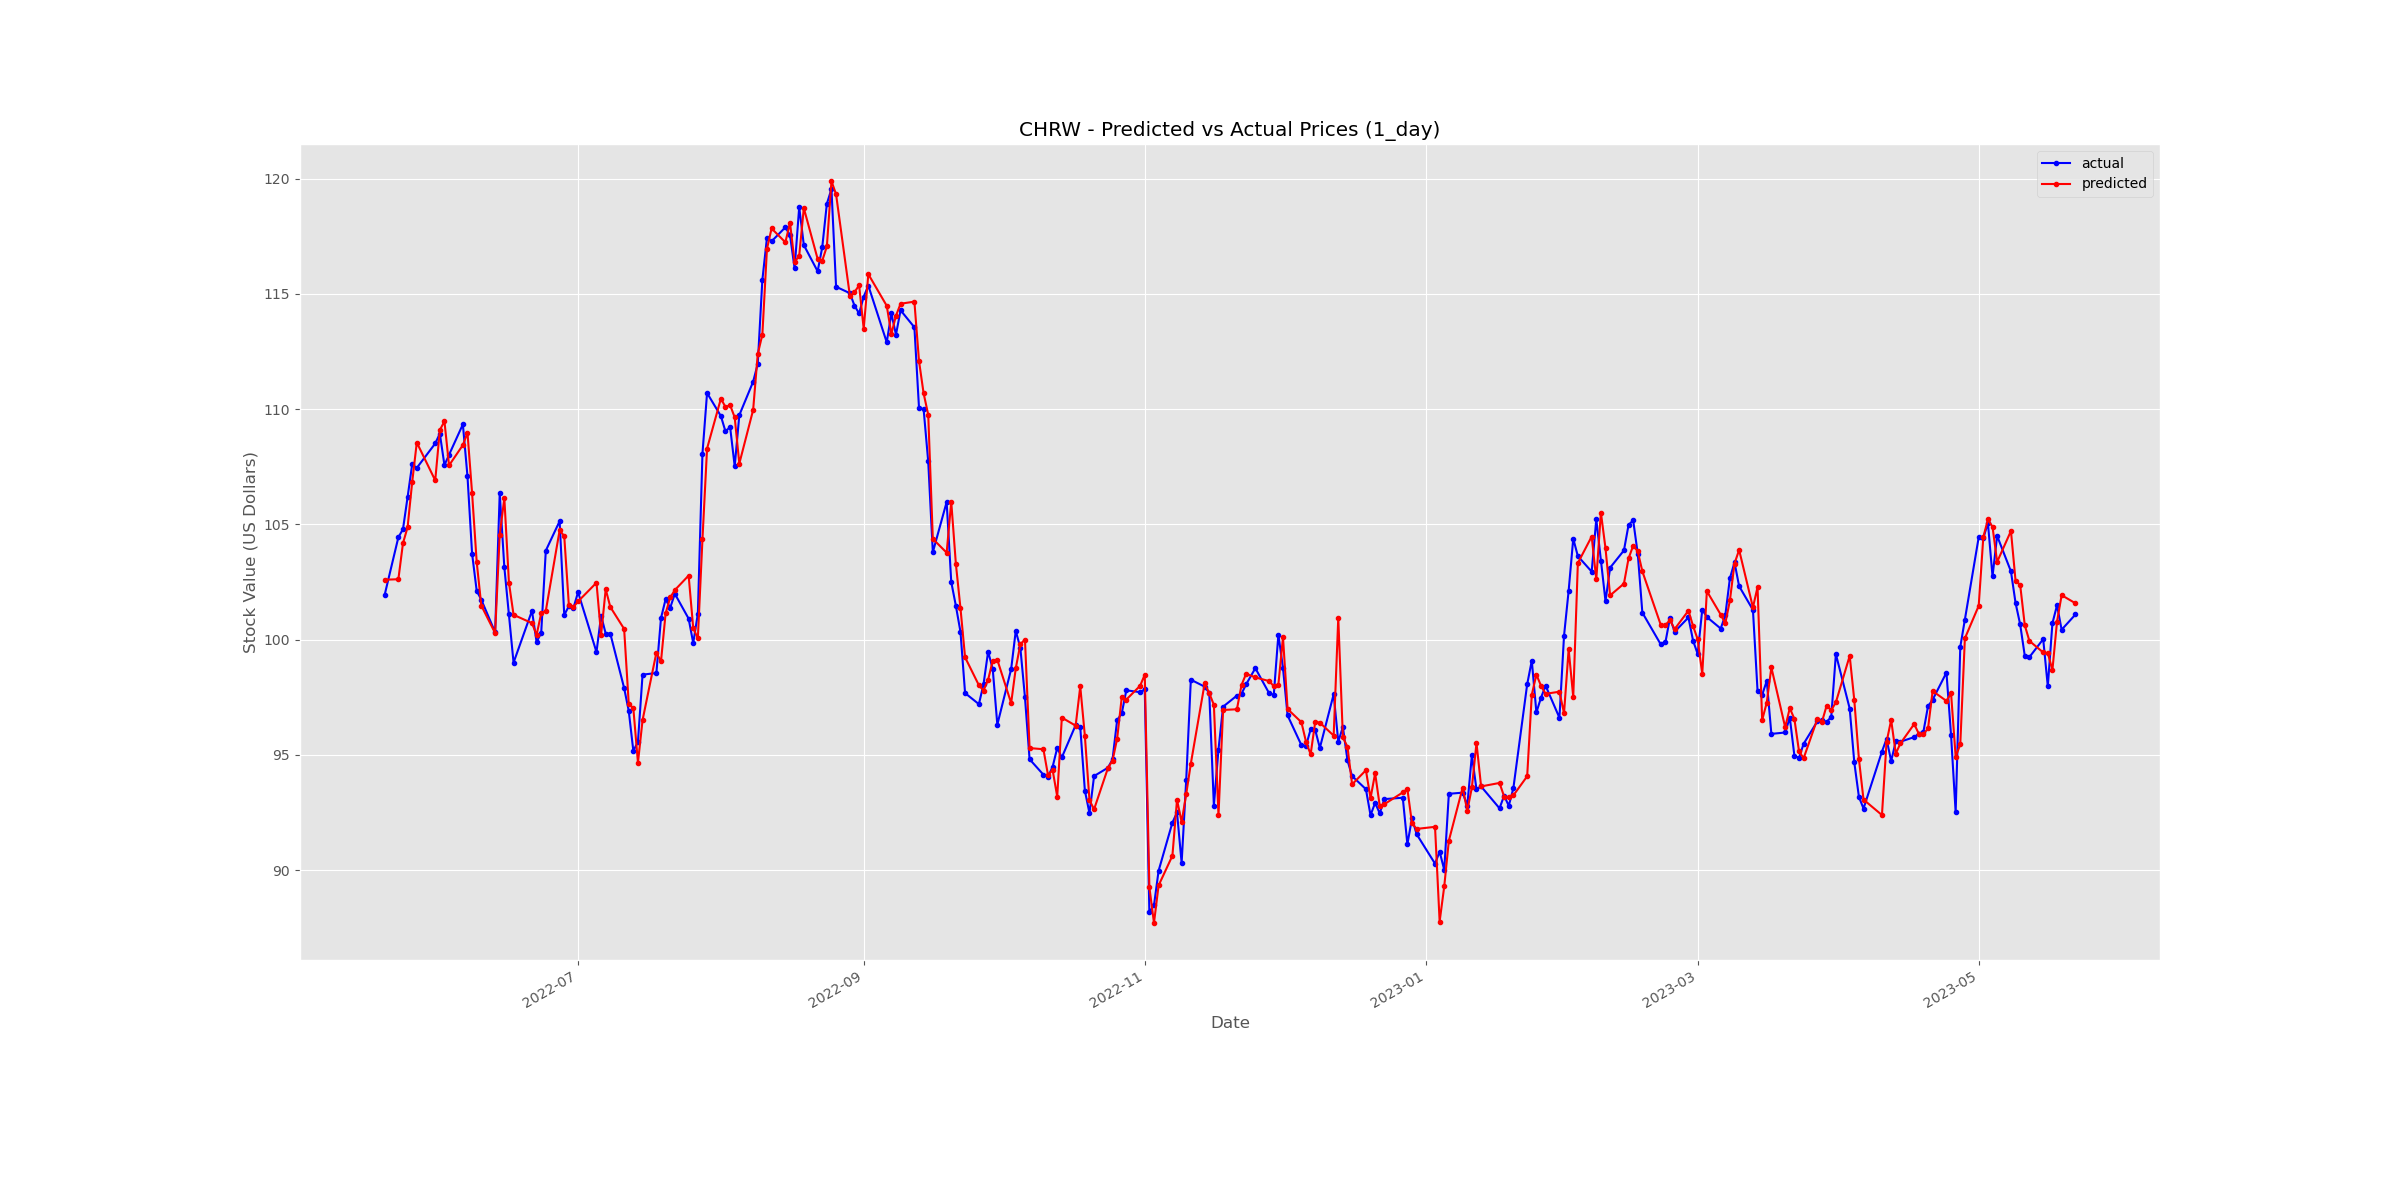 CHRW - Predicted vs Actual Prices (1_day)
actual
predicted
120
115
110
105
100
95
90
Stock Value (US Dollars)
2022-07
2022-09
2022-11
2023-01
2023-03
2023-05
Date